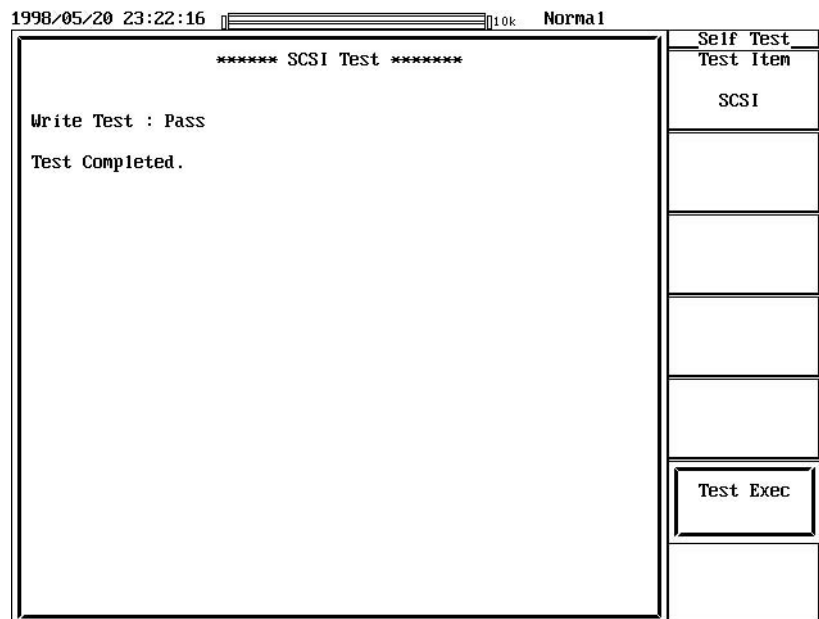 1998/05/20 23:22:16 10k Normal
****** SCSI Test *******
Write Test : Pass
Test Completed.
Self Test
Test Item
SCSI
Test Exec